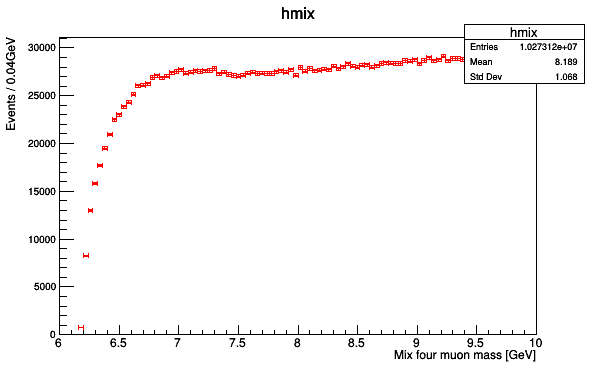 hmix
hmix
Entries 1.027312e+07
Mean 8.189
Std Dev 1.068
Events / 0.04GeV
30000
25000
20000
15000
10000
5000
0
6 6.5 7 7.5 8 8.5 9 9.5 10
Mix four muon mass [GeV]